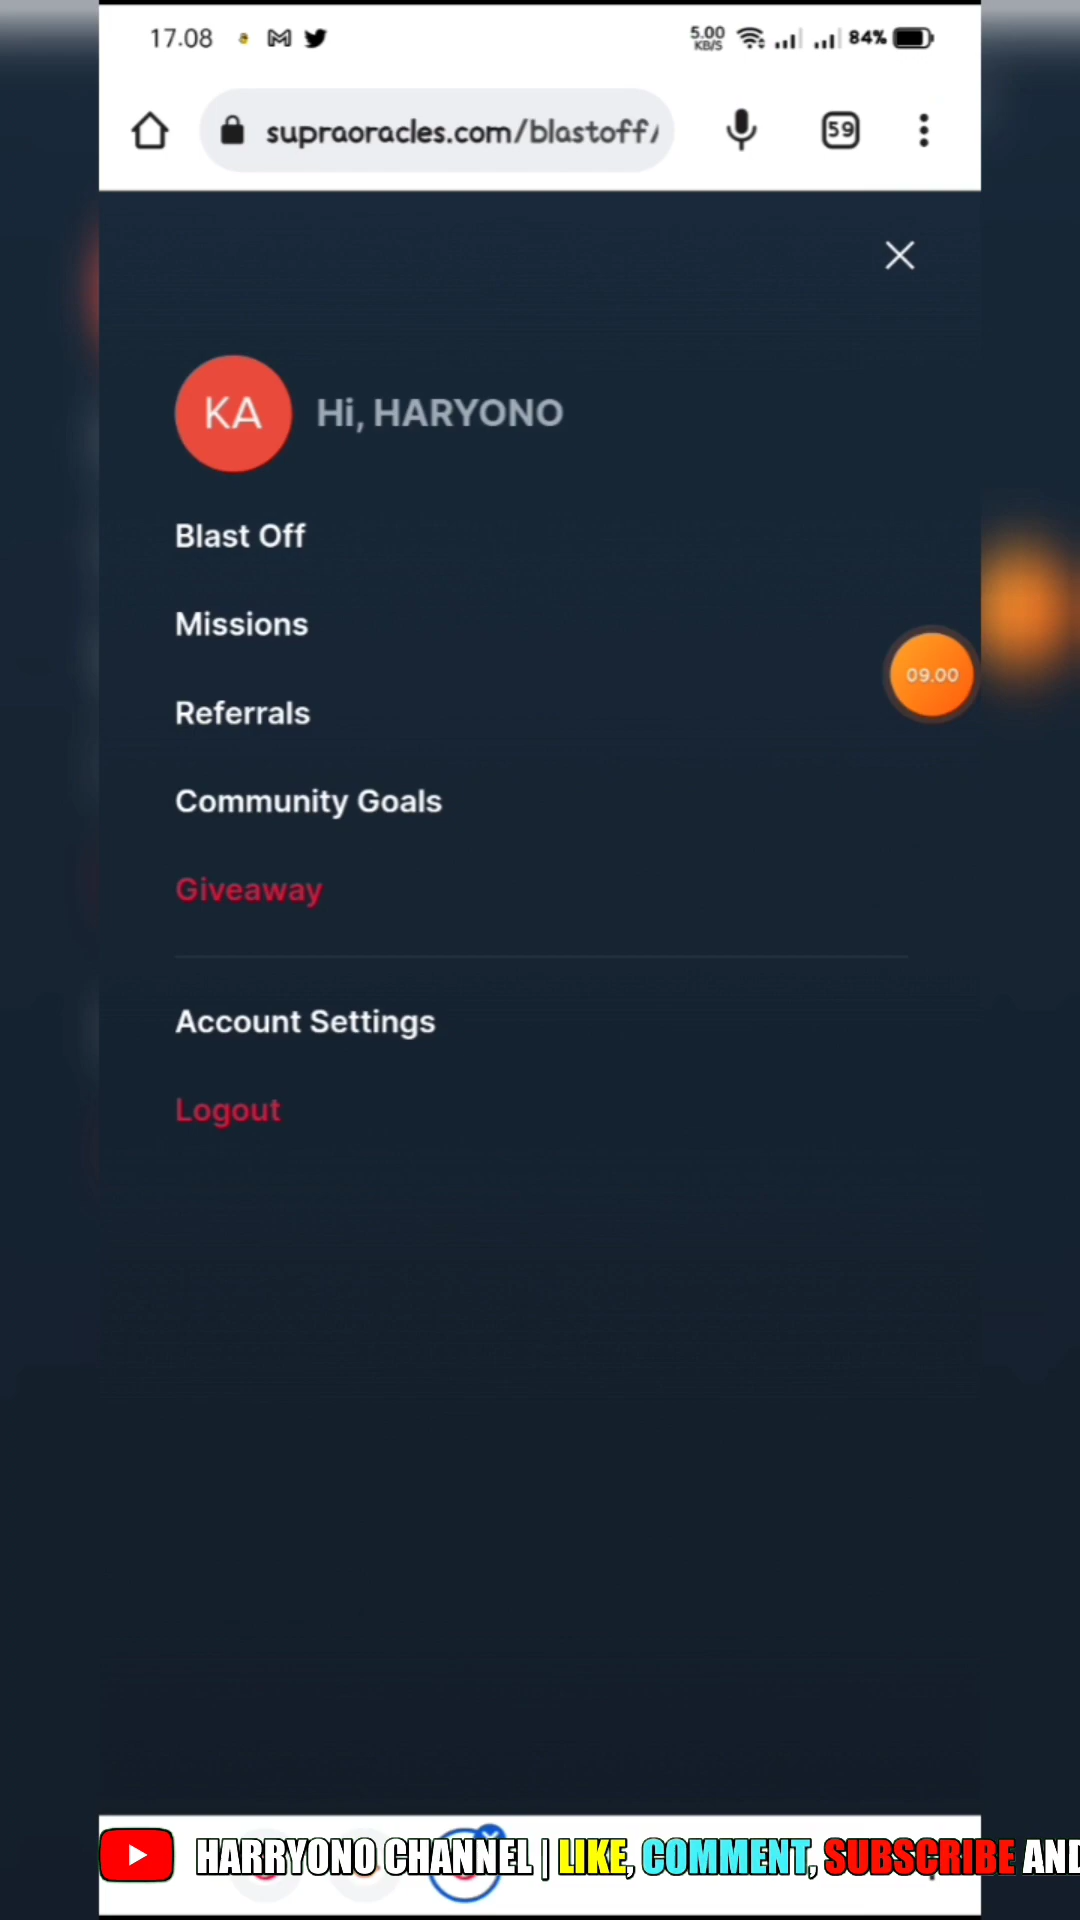 17.08 5.00 KB/S 84%
supraoracles.com/blastoff/ 59
KA Hi, HARYONO
Blast Off
Missions
09.00
Referrals
Community Goals
Giveaway
Account Settings
Logout
HARRYONO CHANNEL | LIKE, COMMENT, SUBSCRIBE AND